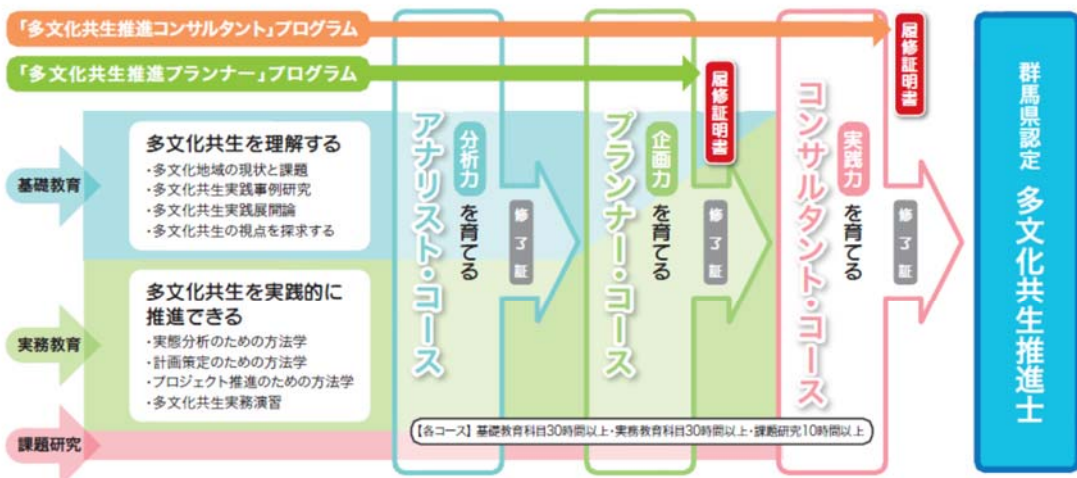 「多文化共生推進コンサルタント」プログラム
「多文化共生推進プランナー」プログラム
履修証明書
履修証明書
基礎教育
多文化共生を理解する
・多文化地域の現状と課題
・多文化共生実践事例研究
・多文化共生実践展開論
・多文化共生の視点を探求する
実務教育
多文化共生を実践的に
推進できる
・実態分析のための方法学
・計画策定のための方法学
・プロジェクト推進のための方法学
・多文化共生実務演習
課題研究
アナリスト・コース
分析力を育てる
修了証
プランナー・コース
企画力を育てる
修了証
コンサルタント・コース
実践力を育てる
修了証
【各コース】基礎教育科目30時間以上・実務教育科目30時間以上・課題研究10時間以上
群馬県認定 多文化共生推進士